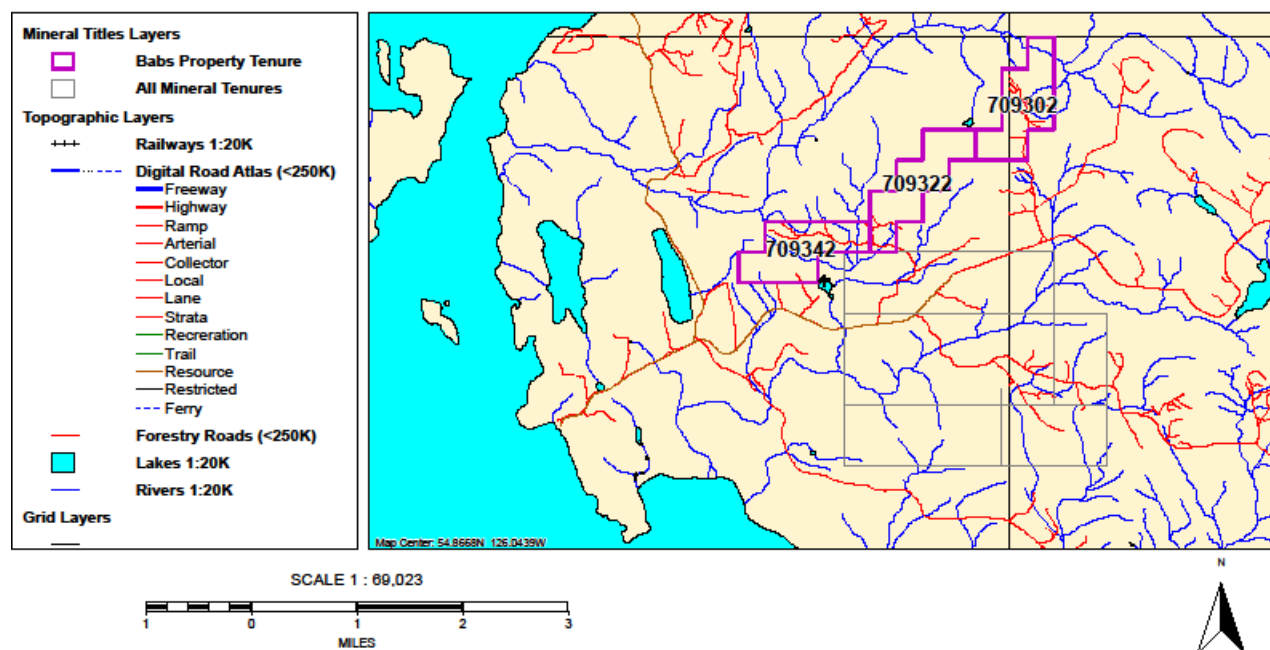 Mineral Titles Layers
Babs Property Tenure
All Mineral Tenures
Topographic Layers
Railways 1:20K
Digital Road Atlas (<250K)
Freeway
Highway
Ramp
Arterial
Collector
Local
Lane
Strata
Recreration
Trail
Resource
Restricted
Ferry
Forestry Roads (<250K)
Lakes 1:20K
Rivers 1:20K
Grid Layers
709302
709322
709342
Map Center: 54.8668N 126.0439W
SCALE 1 : 69,023
1 0 1 2 3
MILES
N